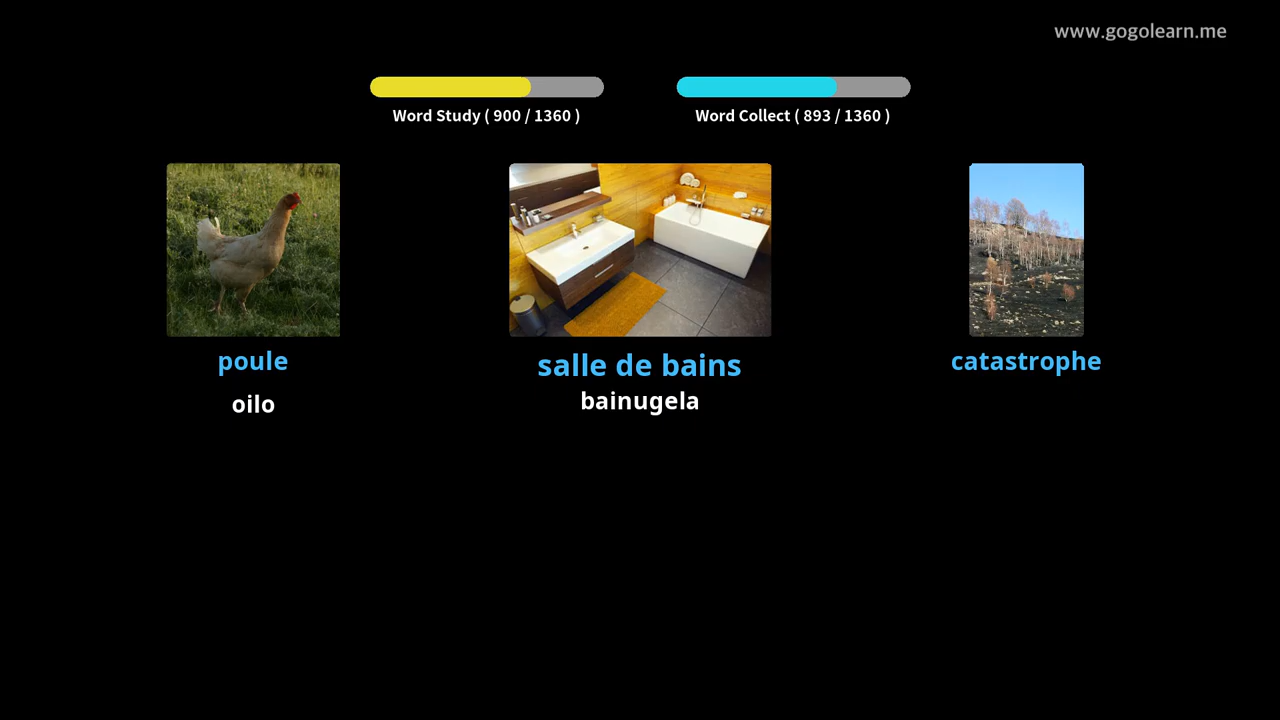 www.gogolearn.me
Word Study ( 900 / 1360 )
Word Collect ( 893 / 1360 )
poule
oilo
salle de bains
bainugela
catastrophe